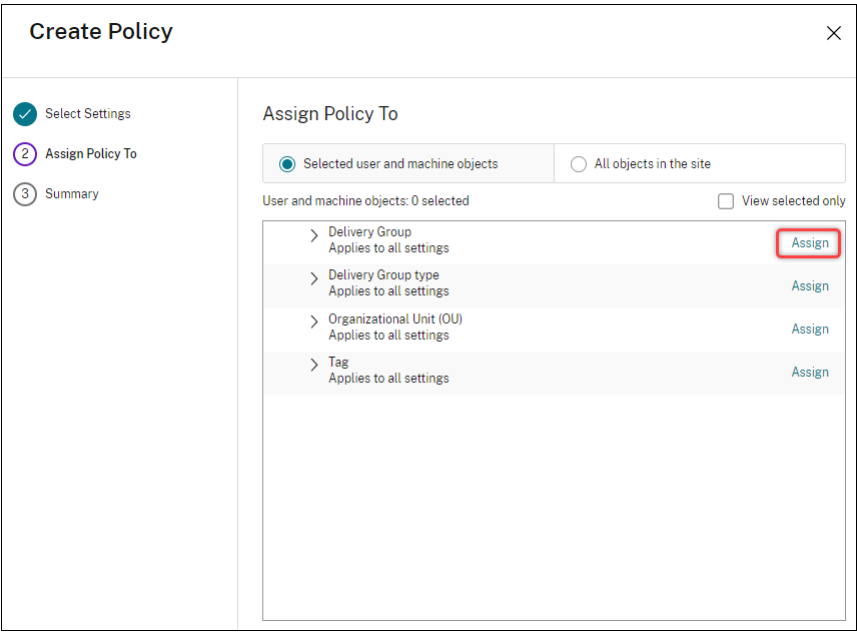 Create Policy
Select Settings
2 Assign Policy To
3 Summary
Assign Policy To
Selected user and machine objects
All objects in the site
User and machine objects: 0 selected
View selected only
Delivery Group
Applies to all settings
Assign
Delivery Group type
Applies to all settings
Assign
Organizational Unit (OU)
Applies to all settings
Assign
Tag
Applies to all settings
Assign